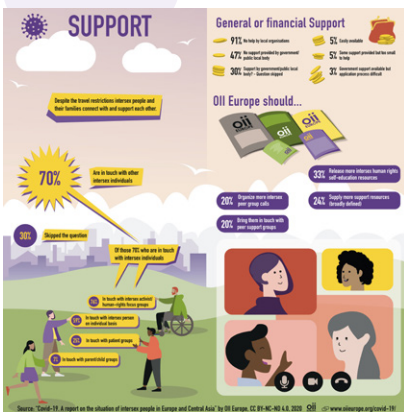 SUPPORT
Despite the travel restrictions intersex people and
their families connect with and support each other.
70%
Are in touch with other
intersex individuals
30%
Skipped the question
Of those 70% who are in touch
with intersex individuals
In touch with intersex activist/
human-rights focus groups
In touch with intersex person
on individual basis
In touch with patient groups
In touch with parent/child groups
General or financial Support
91%
No help by local organisations
47%
No support provided by government/
public local body
30%
Support by government/public local
body? - Question skipped
5%
Easily available
5%
Some support provided but too small
to help
3%
Government support available but
application process difficult
OII Europe should...
oii
oii
33%
Release more intersex human rights
self-education resources
20%
Organize more intersex
peer group calls
24%
Supply more support resources
(broadly defined)
20%
Bring them in touch with
peer support groups
Source: "Covid-19. A report on the situation of intersex people in Europe and Central Asia" by OII Europe, CC BY-NC-ND 4.0, 2020
oii
www.oiieurope.org/covid-19/